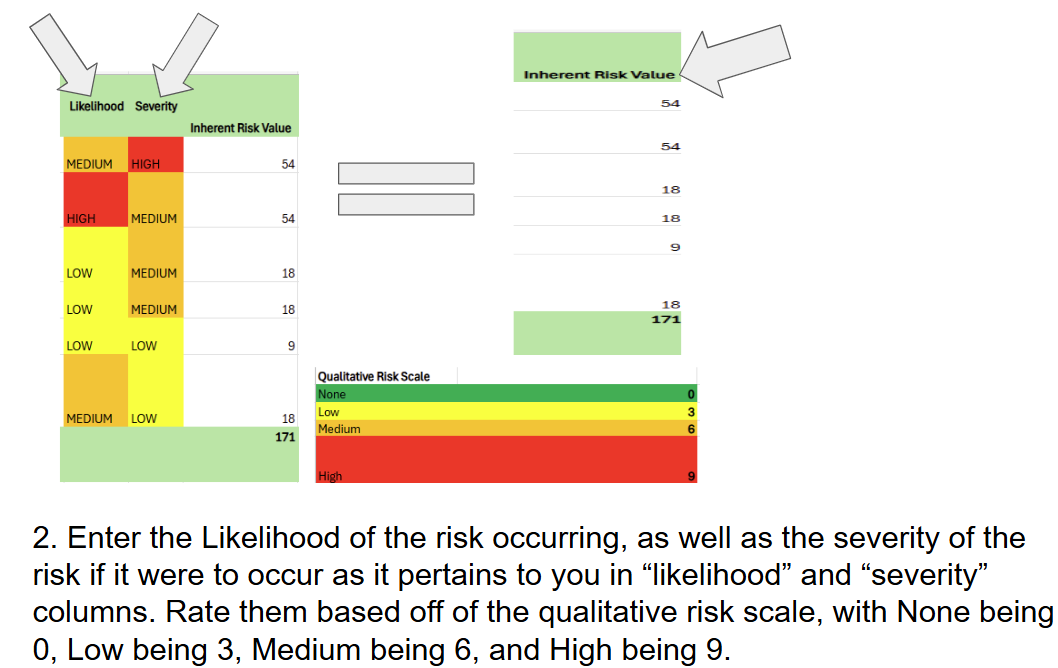 Likelihood Severity
Inherent Risk Value
MEDIUM HIGH 54
HIGH MEDIUM 54
LOW MEDIUM 18
LOW MEDIUM 18
LOW LOW 9
MEDIUM LOW 18
171
Inherent Risk Value
54
54
18
18
9
18
171
Qualitative Risk Scale
None 0
Low 3
Medium 6
High 9
2. Enter the Likelihood of the risk occurring, as well as the severity of the
risk if it were to occur as it pertains to you in “likelihood” and “severity”
columns. Rate them based off of the qualitative risk scale, with None being
0, Low being 3, Medium being 6, and High being 9.